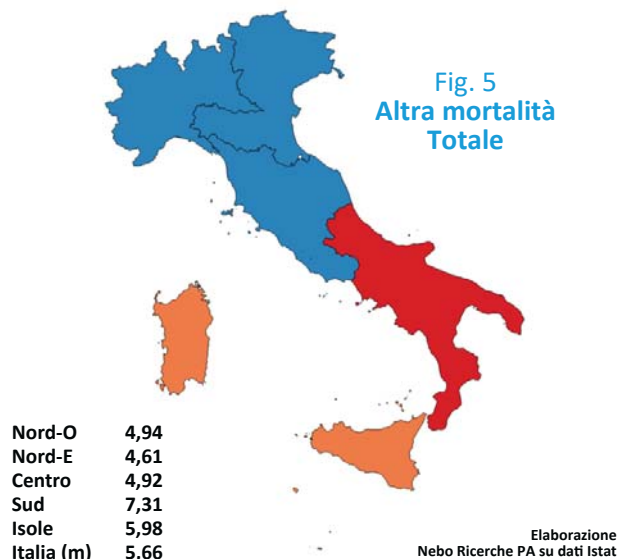 Fig. 5
Altra mortalità
Totale
Nord-O 4,94
Nord-E 4,61
Centro 4,92
Sud 7,31
Isole 5,98
Italia (m) 5,66
Elaborazione
Nebo Ricerche PA su dati Istat